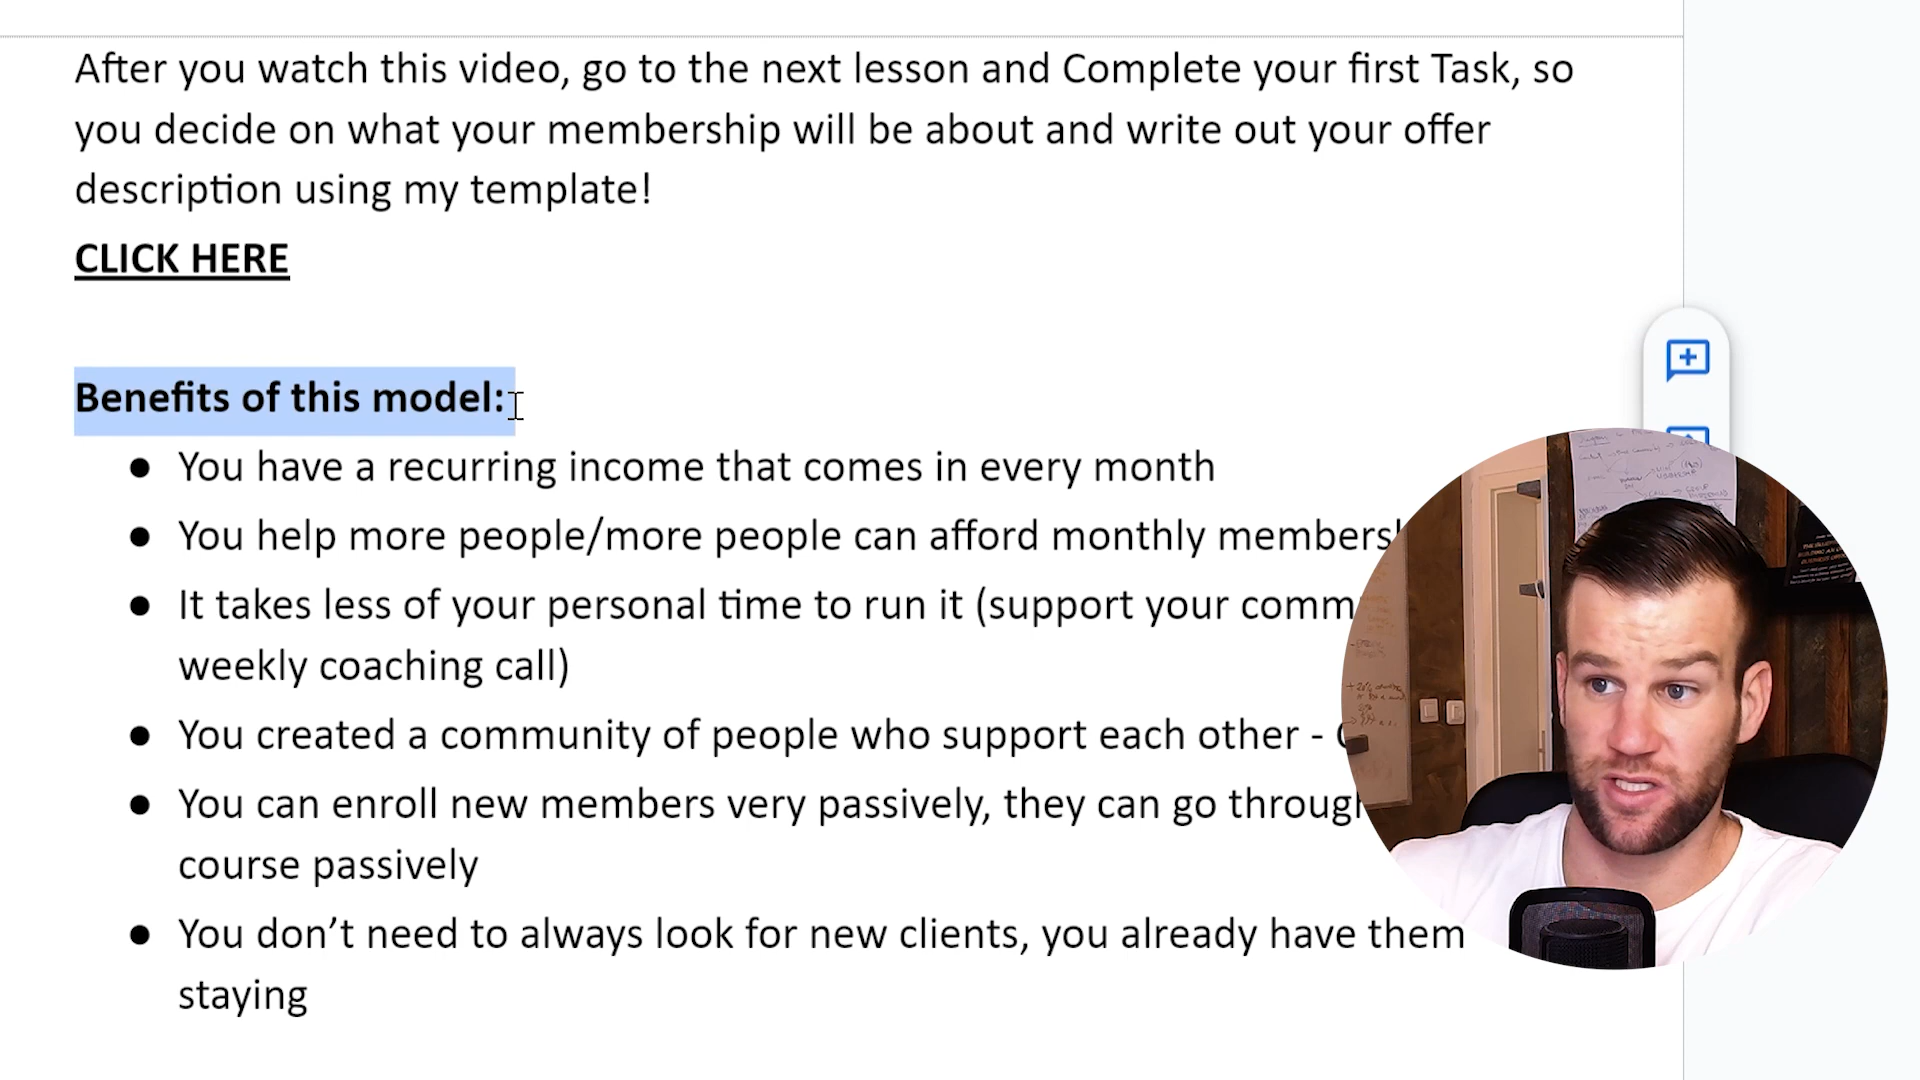 After you watch this video, go to the next lesson and Complete your first Task, so
you decide on what your membership will be about and write out your offer
description using my template!
CLICK HERE
Benefits of this model:
● You have a recurring income that comes in every month
● You help more people/more people can afford monthly
● It takes less of your personal time to run it (support your
weekly coaching call)
● You created a community of people who support each other -
● You can enroll new members very passively, they can go
course passively
● You don’t need to always look for new clients, you already have them
staying